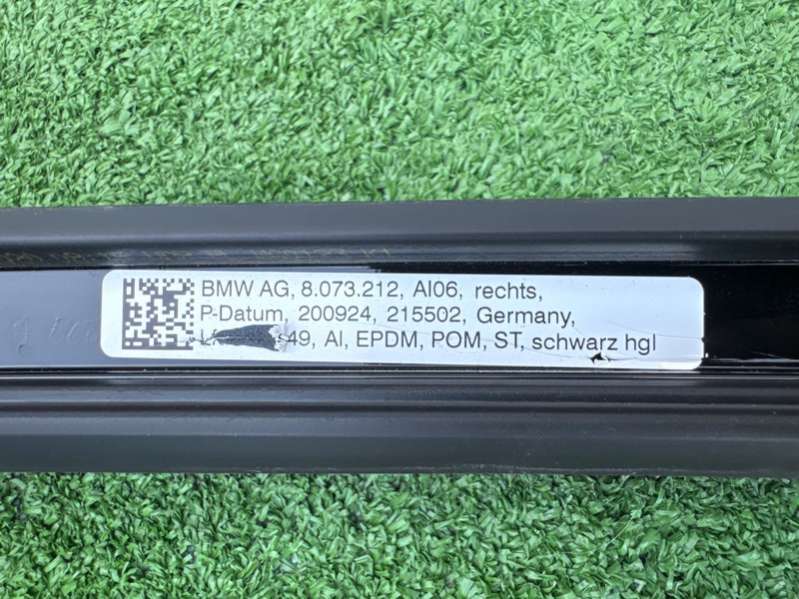 BMW AG, 8.073.212, AI06, rechts,
P-Datum, 200924, 215502, Germany,
49, Al, EPDM, POM, ST, schwarz hgl